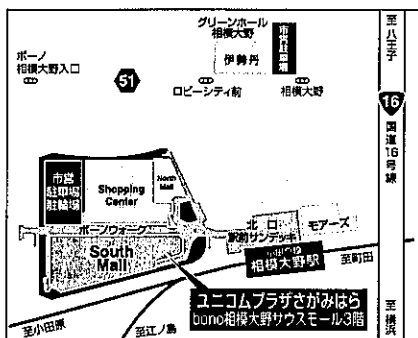 グリーンホール
相模大野
市営駐車場
至八王子
ボーノ
相模大野入口
51
伊勢丹
ロビーシティ前
相模大野
16
国道16号線
市営
駐車場
駐輪場
Shopping
Center
North
Mall
ボーノウォーク
北口
モアーズ
駅前サンデッキ
South
Mall
相模大野駅
至町田
ユニコムプラザさがみはら
bono相模大野サウスモール3階
至小田原
至江ノ島
至横浜